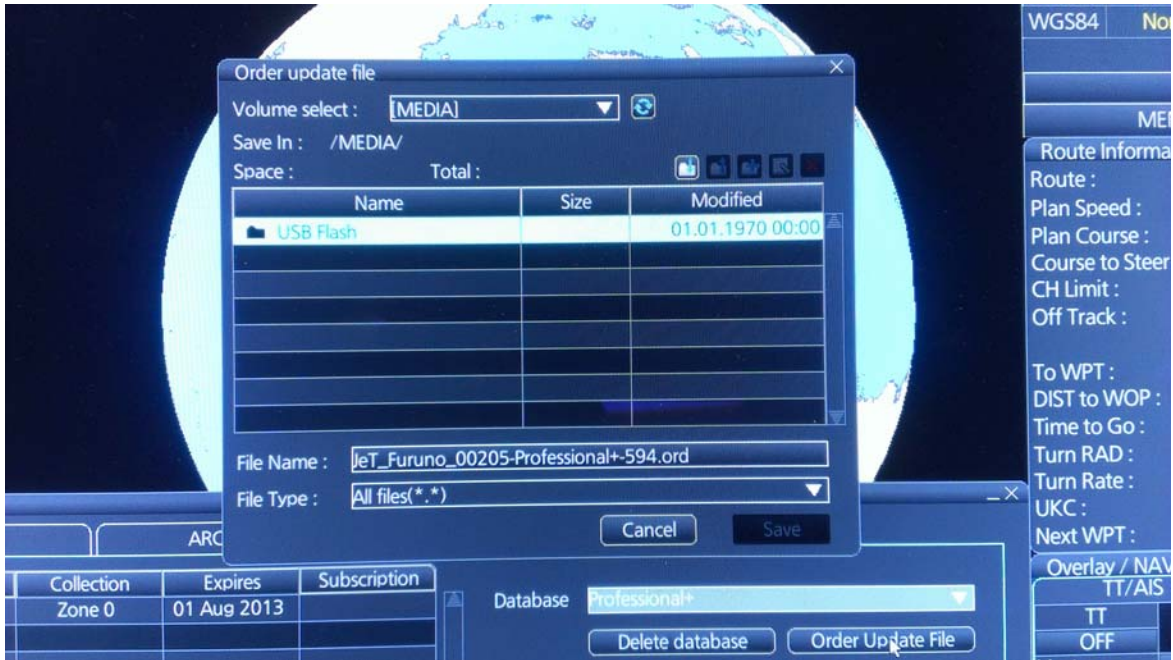 WGS84
Order update file
Volume select : [MEDIA]
Save In : /MEDIA/
Space : Total :
Name Size Modified
USB Flash 01.01.1970 00:00
File Name : JeT_Furuno_00205-Professional+-594.ord
File Type : All files(*.*)
Cancel Save
Route :
Plan Speed :
Plan Course :
Course to Steer
CH Limit :
Off Track :
To WPT :
DIST to WOP :
Time to Go :
Turn RAD :
Turn Rate :
UKC :
Next WPT :
Overlay / NAV
TT/AIS
TT
OFF
Collection Expires Subscription
Zone 0 01 Aug 2013
Database Professional+
Delete database Order Update File